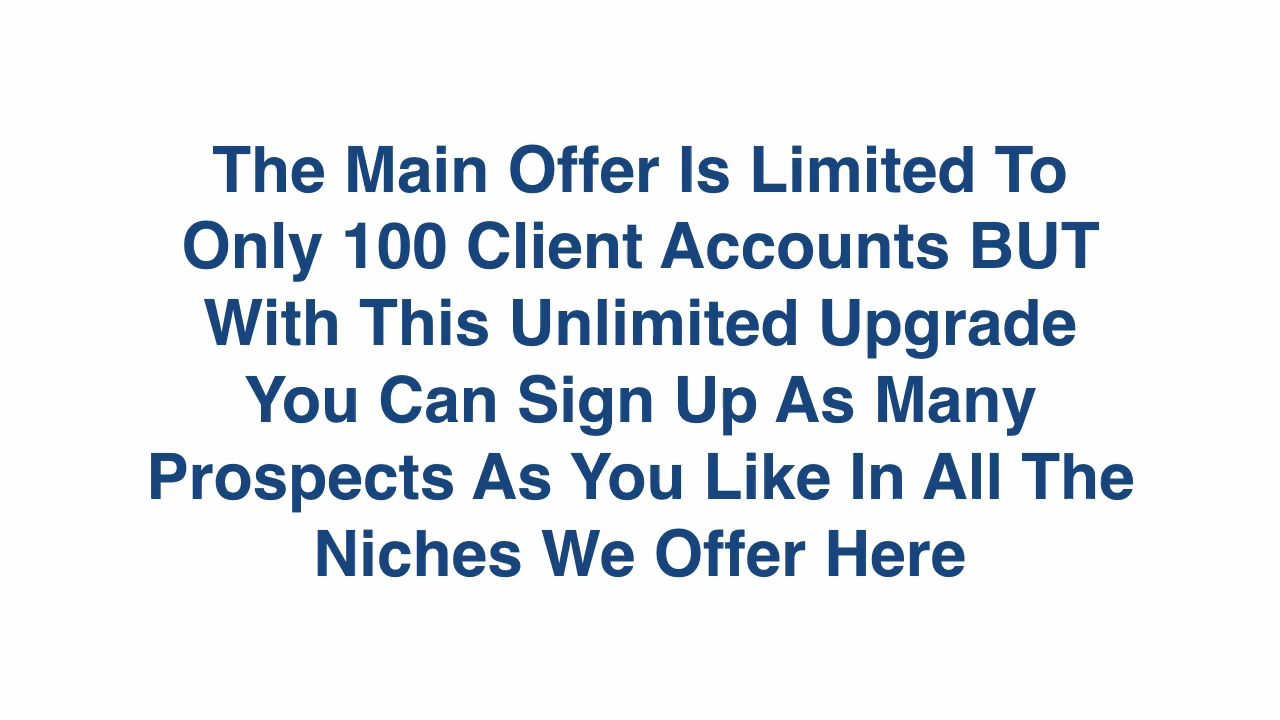 The Main Offer Is Limited To
Only 100 Client Accounts BUT
With This Unlimited Upgrade
You Can Sign Up As Many
Prospects As You Like In All The
Niches We Offer Here